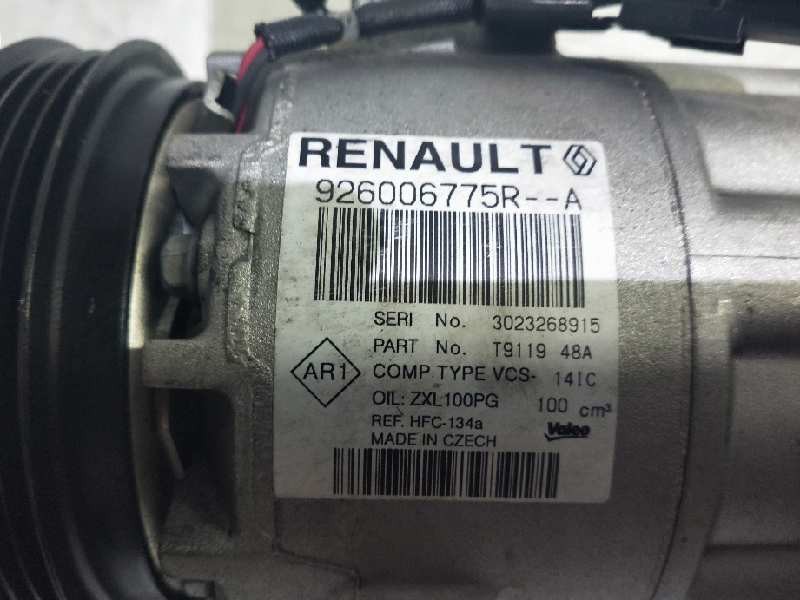 RENAULT
926006775R--A
SERI No. 3023268915
PART No. T9119 48A
AR1
COMP TYPE VCS- 14IC
OIL: ZXL100PG 100 cm³
REF. HFC-134a
MADE IN CZECH
Valeo